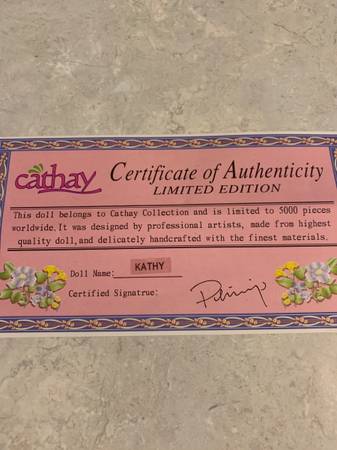 cathay
Certificate of Authenticity
LIMITED EDITION
This doll belongs to Cathay Collection and is limited to 5000 pieces
worldwide. It was designed by professional artists, made from highest
quality doll, and delicately handcrafted with the finest materials.
Doll Name: KATHY
Certified Signatrue: